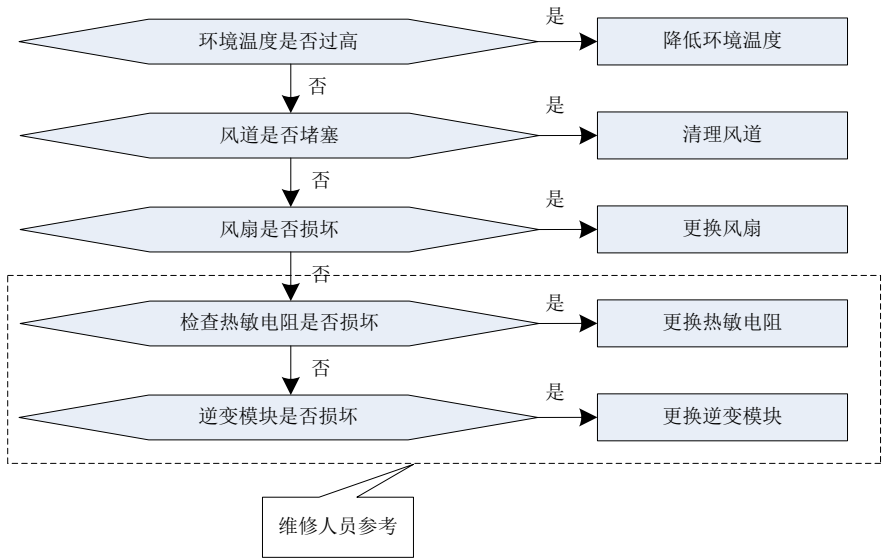 环境温度是否过高
是
降低环境温度
否
风道是否堵塞
是
清理风道
否
风扇是否损坏
是
更换风扇
否
检查热敏电阻是否损坏
是
更换热敏电阻
否
逆变模块是否损坏
是
更换逆变模块
维修人员参考